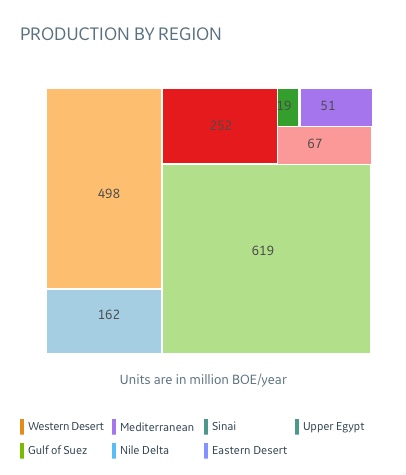 PRODUCTION BY REGION
252
19
51
67
498
619
162
Units are in million BOE/year
Western Desert
Mediterranean
Sinai
Upper Egypt
Gulf of Suez
Nile Delta
Eastern Desert